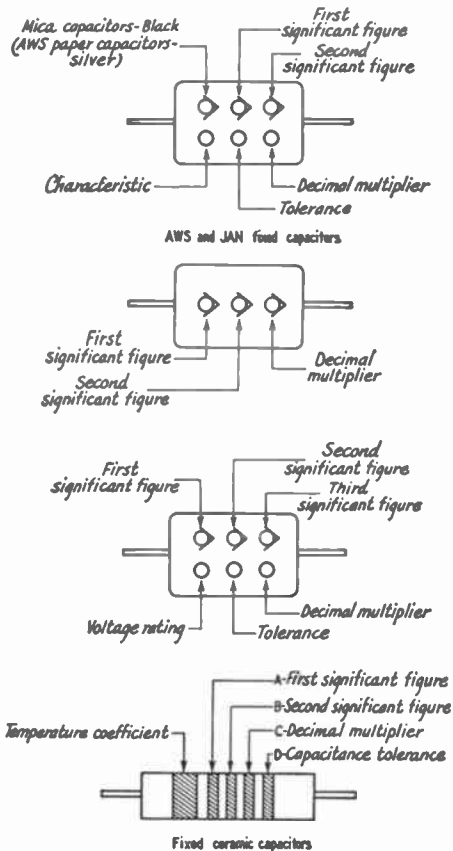 Mica capacitors-Black
(AWS paper capacitors-
silver)
First
significant figure
Second
significant figure
Characteristic
Decimal multiplier
Tolerance
AWS and JAN fixed capacitors
First
significant figure
Second
significant figure
Decimal
multiplier
First
significant figure
Second
significant figure
Third
significant figure
Voltage rating
Tolerance
Decimal multiplier
A-First significant figure
B-Second significant figure
Temperature coefficient
C-Decimal multiplier
D-Capacitance tolerance
Fixed ceramic capacitors